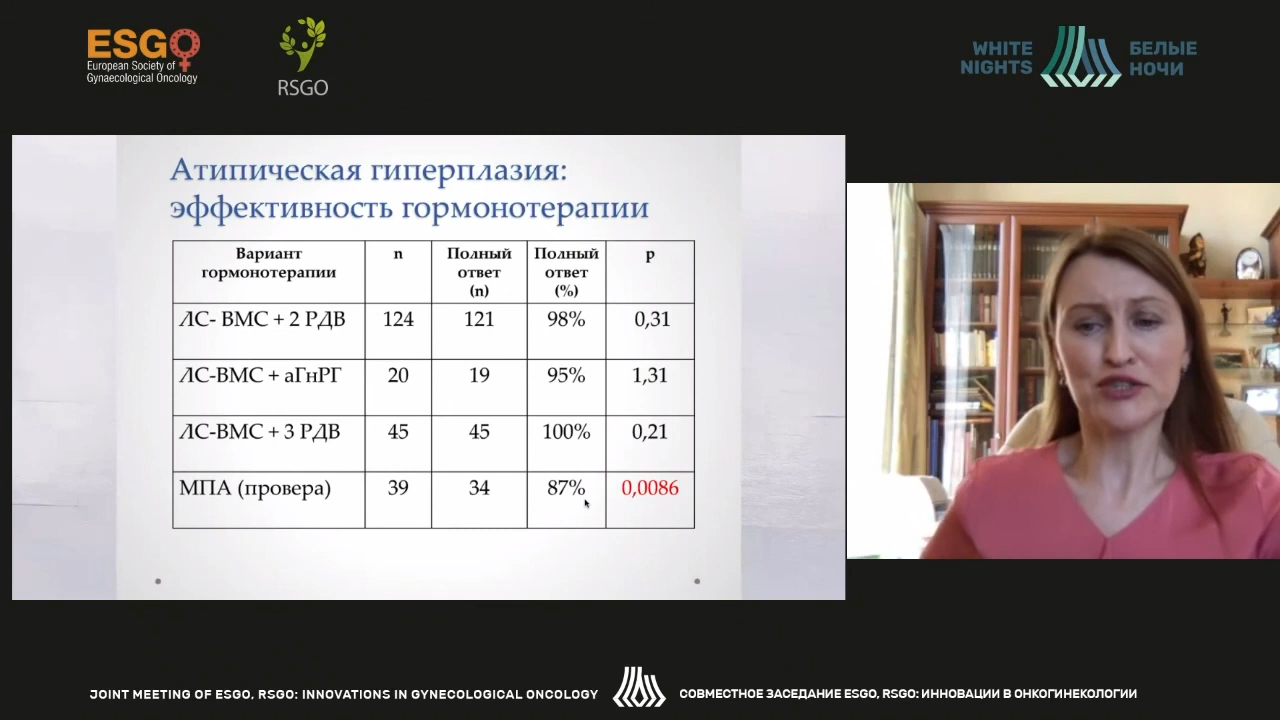 ESGO
European Society of
Gynaecological Oncology
RSGO
WHITE
NIGHTS
БЕЛЫЕ
НОЧИ
Атипическая гиперплазия:
эффективность гормонотерапии
Вариант
гормонотерапии
n
Полный
ответ
(n)
Полный
ответ
(%)
p
ЛС- ВМС + 2 РДВ 124 121 98% 0,31
ЛС-ВМС + аГнРГ 20 19 95% 1,31
ЛС-ВМС + 3 РДВ 45 45 100% 0,21
МПА (провера) 39 34 87% 0,0086
JOINT MEETING OF ESGO, RSGO: INNOVATIONS IN GYNECOLOGICAL ONCOLOGY
СОВМЕСТНОЕ ЗАСЕДАНИЕ ESGO, RSGO: ИННОВАЦИИ В ОНКОГИНЕКОЛОГИИ